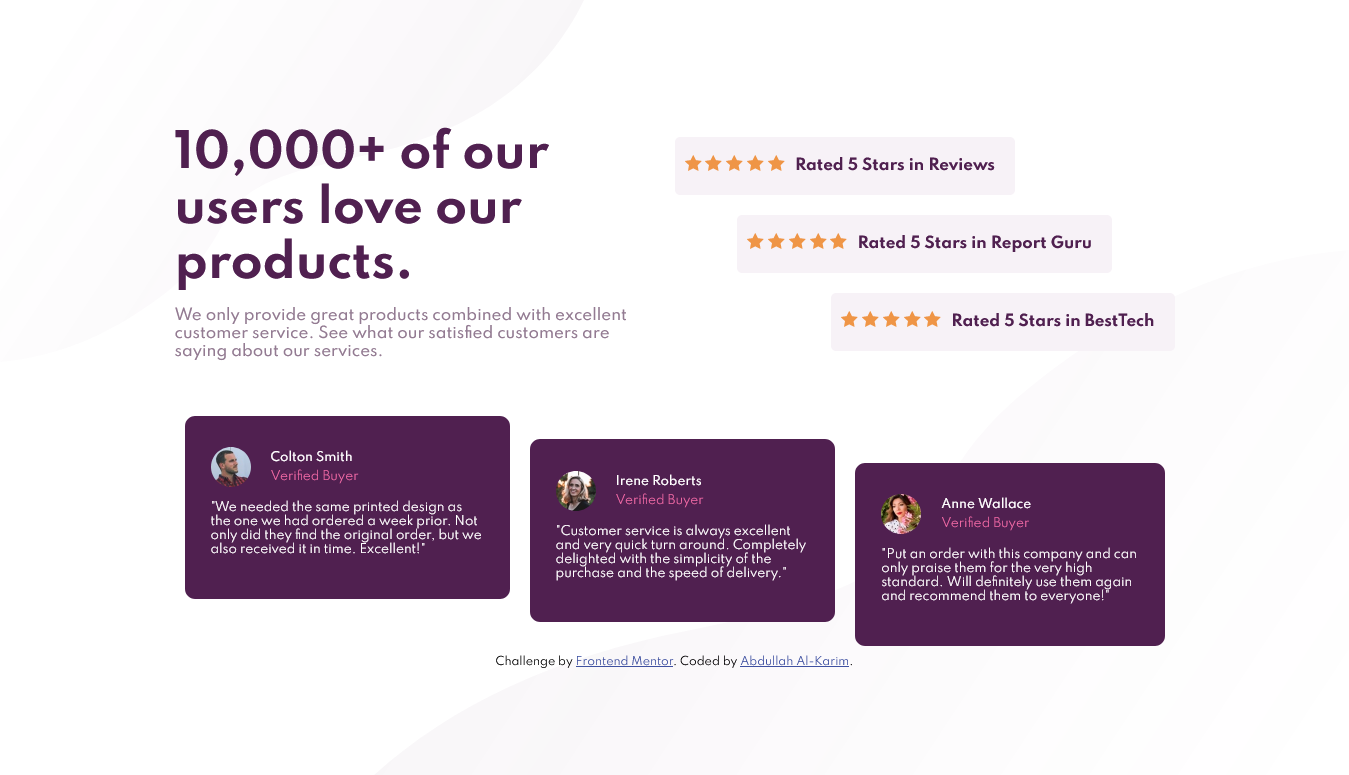 10,000+ of our
users love our
products.
We only provide great products combined with excellent
customer service. See what our satisfied customers are
saying about our services.
Rated 5 Stars in Reviews
Rated 5 Stars in Report Guru
Rated 5 Stars in BestTech
Colton Smith
Verified Buyer
"We needed the same printed design as
the one we had ordered a week prior. Not
only did they find the original order, but we
also received it in time. Excellent!"
Irene Roberts
Verified Buyer
"Customer service is always excellent
and very quick turn around. Completely
delighted with the simplicity of the
purchase and the speed of delivery."
Anne Wallace
Verified Buyer
"Put an order with this company and can
only praise them for the very high
standard. Will definitely use them again
and recommend them to everyone!"
Challenge by Frontend Mentor. Coded by Abdullah Al-Karim.